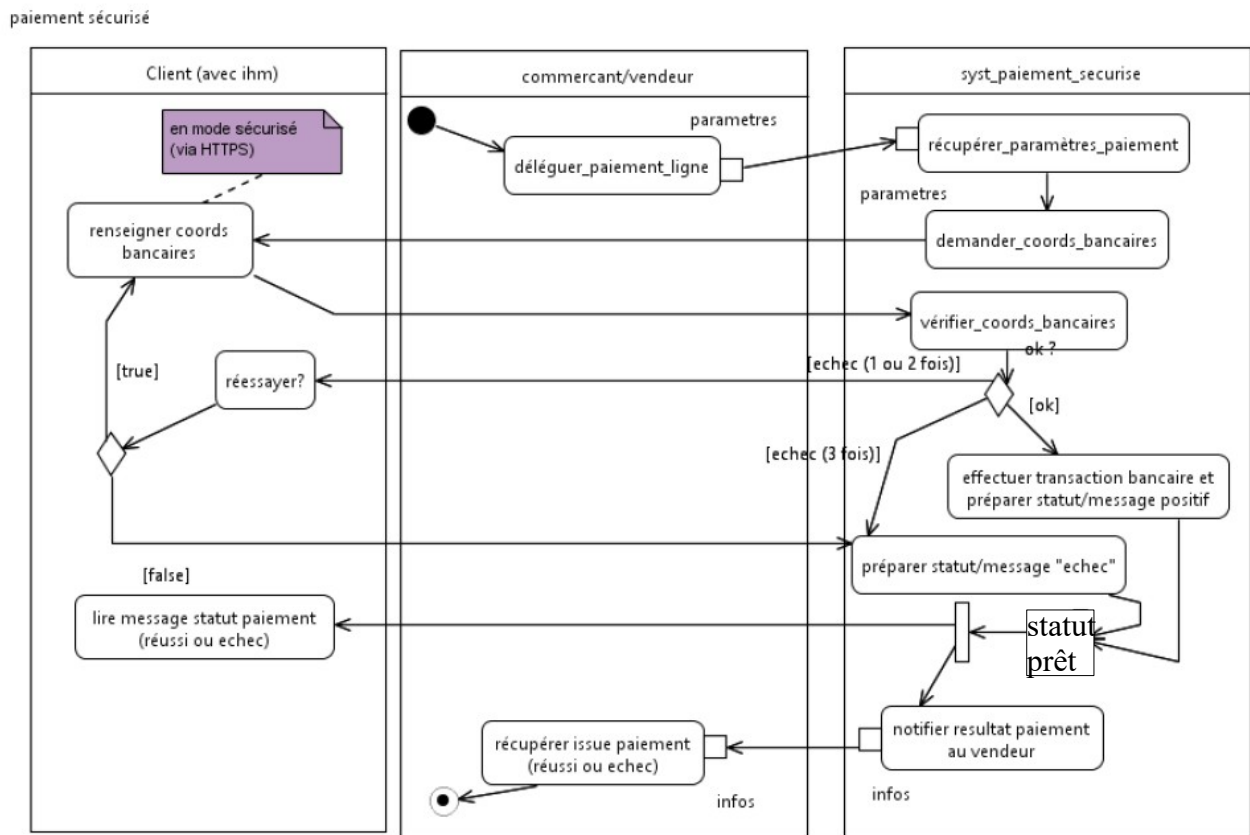 paiement sécurisé
Client (avec ihm)
commercant/vendeur
syst_paiement_securise
en mode sécurisé
(via HTTPS)
parametres
déléguer_paiement_ligne
récupérer_paramètres_paiement
parametres
renseigner coords
bancaires
demander_coords_bancaires
vérifier_coords_bancaires
ok ?
[echec (1 ou 2 fois)]
[true]
réessayer?
[ok]
[echec (3 fois)]
effectuer transaction bancaire et
préparer statut/message positif
préparer statut/message "echec"
[false]
lire message statut paiement
(réussi ou echec)
statut
prêt
notifier resultat paiement
au vendeur
récupérer issue paiement
(réussi ou echec)
infos
infos